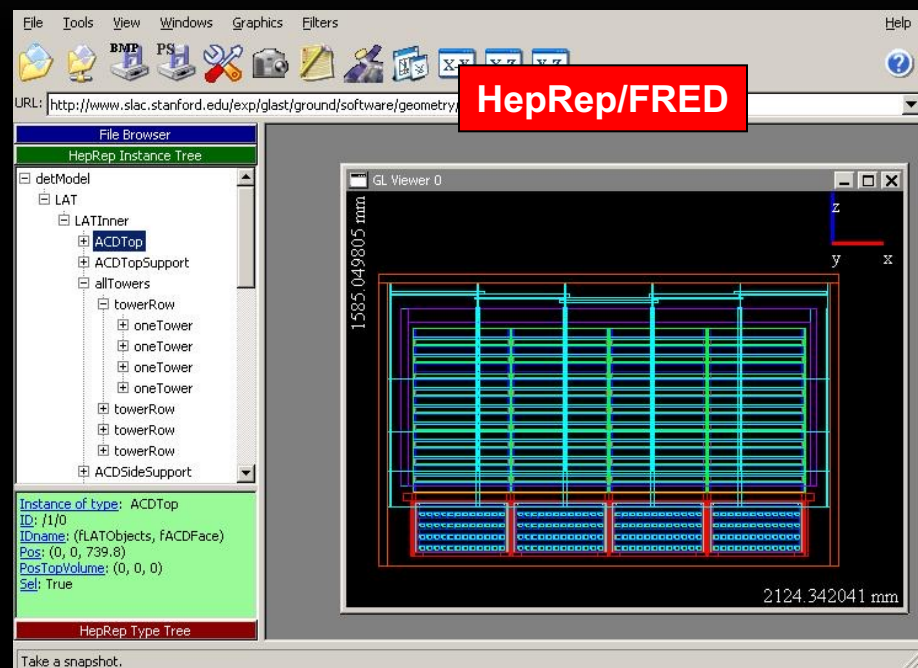 File Tools View Windows Graphics Filters Help
BMP PS X-Y X-Z Y-Z
URL: http://www.slac.stanford.edu/exp/glast/ground/software/geometry/
HepRep/FRED
File Browser
HepRep Instance Tree
detModel
LAT
LATInner
ACDTop
ACDTopSupport
allTowers
towerRow
oneTower
oneTower
oneTower
oneTower
towerRow
towerRow
towerRow
ACDSideSupport
Instance of type: ACDTop
ID: /1/0
IDname: (fLATObjects, fACDFace)
Pos: (0, 0, 739.8)
PosTopVolume: (0, 0, 0)
Sel: True
HepRep Type Tree
Take a snapshot.
GL Viewer 0
1585.049805 mm
z
y x
2124.342041 mm